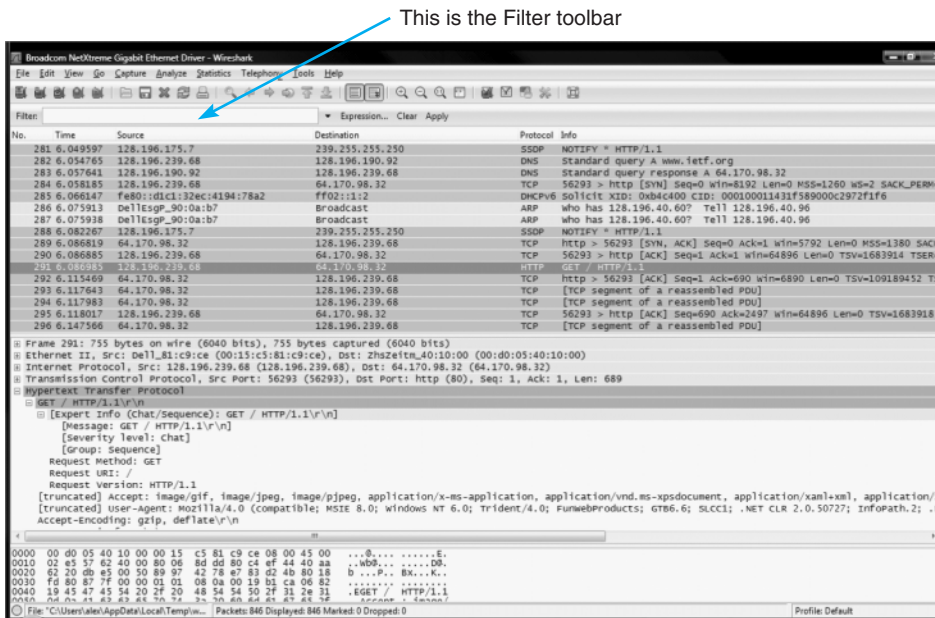 This is the Filter toolbar
Broadcom NetXtreme Gigabit Ethernet Driver - Wireshark
File Edit View Go Capture Analyze Statistics Telephony Tools Help
Filter: Expression... Clear Apply
No. Time Source Destination Protocol Info
281 6.049597 128.196.175.7 239.255.255.250 SSDP NOTIFY * HTTP/1.1
282 6.054765 128.196.239.68 128.196.190.92 DNS Standard query A www.ietf.org
283 6.057641 128.196.190.92 128.196.239.68 DNS Standard query response A 64.170.98.32
284 6.058185 128.196.239.68 64.170.98.32 TCP 56293 > http [SYN] Seq=0 Win=8192 Len=0 MSS=1260 WS=2 SACK_PERM
285 6.066147 fe80::d1c1:32ec:4194:78a2 ff02::1:2 DHCPv6 Solicit XID: 0xb4c400 CID: 000100011431f589000c2972f1f6
286 6.075913 DellEsgP_90:0a:b7 Broadcast ARP Who has 128.196.40.60? Tell 128.196.40.96
287 6.075938 DellEsgP_90:0a:b7 Broadcast ARP Who has 128.196.40.60? Tell 128.196.40.96
288 6.082267 128.196.175.7 239.255.255.250 SSDP NOTIFY * HTTP/1.1
289 6.086819 64.170.98.32 128.196.239.68 TCP http > 56293 [SYN, ACK] Seq=0 Ack=1 Win=5792 Len=0 MSS=1380 SAC
290 6.086885 128.196.239.68 64.170.98.32 TCP 56293 > http [ACK] Seq=1 Ack=1 Win=64896 Len=0 TSV=1683914 TSER
291 6.086985 128.196.239.68 64.170.98.32 HTTP GET / HTTP/1.1
292 6.115469 64.170.98.32 128.196.239.68 TCP http > 56293 [ACK] Seq=1 Ack=690 Win=6890 Len=0 TSV=109189452 T
293 6.117643 64.170.98.32 128.196.239.68 TCP [TCP segment of a reassembled PDU]
294 6.117983 64.170.98.32 128.196.239.68 TCP [TCP segment of a reassembled PDU]
295 6.118017 128.196.239.68 64.170.98.32 TCP 56293 > http [ACK] Seq=690 Ack=2497 Win=64896 Len=0 TSV=1683918
296 6.147566 64.170.98.32 128.196.239.68 TCP [TCP segment of a reassembled PDU]
Frame 291: 755 bytes on wire (6040 bits), 755 bytes captured (6040 bits)
Ethernet II, Src: Dell_81:c9:ce (00:15:c5:81:c9:ce), Dst: ZhsZeitm_40:10:00 (00:d0:05:40:10:00)
Internet Protocol, Src: 128.196.239.68 (128.196.239.68), Dst: 64.170.98.32 (64.170.98.32)
Transmission Control Protocol, Src Port: 56293 (56293), Dst Port: http (80), Seq: 1, Ack: 1, Len: 689
Hypertext Transfer Protocol
GET / HTTP/1.1\r\n
[Expert Info (Chat/Sequence): GET / HTTP/1.1\r\n]
[Message: GET / HTTP/1.1\r\n]
[Severity level: Chat]
[Group: Sequence]
Request Method: GET
Request URI: /
Request Version: HTTP/1.1
[truncated] Accept: image/gif, image/jpeg, image/pjpeg, application/x-ms-application, application/vnd.ms-xpsdocument, application/xaml+xml, application/
[truncated] User-Agent: Mozilla/4.0 (compatible; MSIE 8.0; Windows NT 6.0; Trident/4.0; FunWebProducts; GTB6.6; SLCC1; .NET CLR 2.0.50727; InfoPath.2; .
Accept-Encoding: gzip, deflate\r\n
0000 00 d0 05 40 10 00 00 15 c5 81 c9 ce 08 00 45 00 ...@.... ......E.
0010 02 e5 57 62 40 00 80 06 8d dd 80 c4 ef 44 40 aa ..Wb@... .....D@.
0020 62 20 db e5 00 50 89 97 42 78 e7 83 d2 4b 80 18 b ...P.. Bx...K..
0030 fd 80 87 7f 00 00 01 01 08 0a 00 19 b1 ca 06 82 ........ ........
0040 19 45 47 45 54 20 2f 20 48 54 54 50 2f 31 2e 31 .EGET / HTTP/1.1
0050 0d 0a 41 63 63 65 70 74 3a 20 69 6d 61 67 65 2f ..Accept : image/
File: "C:\Users\alex\AppData\Local\Temp\w... Packets: 846 Displayed: 846 Marked: 0 Dropped: 0 Profile: Default